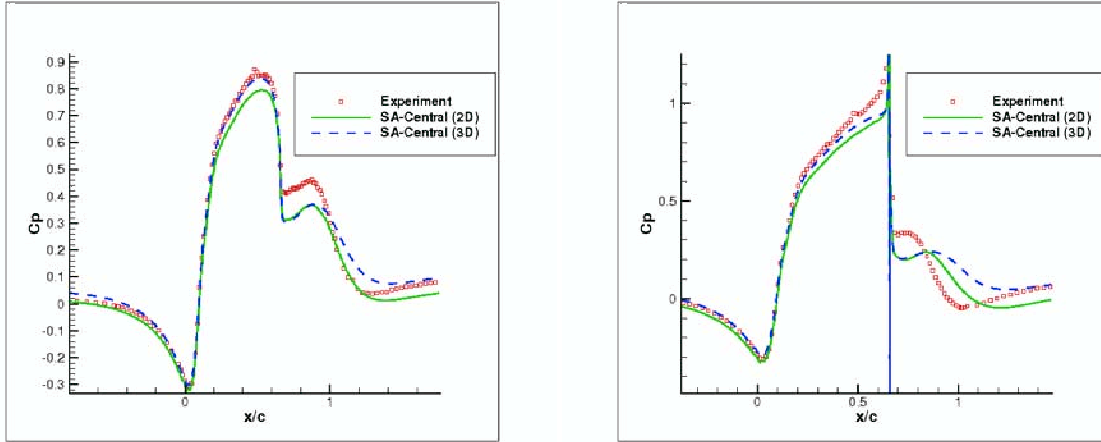 0.9
0.8
0.7
0.6
0.5
0.4
0.3
0.2
0.1
0
-0.1
-0.2
-0.3
Cp
0
1
x/c
Experiment
SA-Central (2D)
SA-Central (3D)
1
0.5
0
Cp
0
0.5
1
x/c
Experiment
SA-Central (2D)
SA-Central (3D)